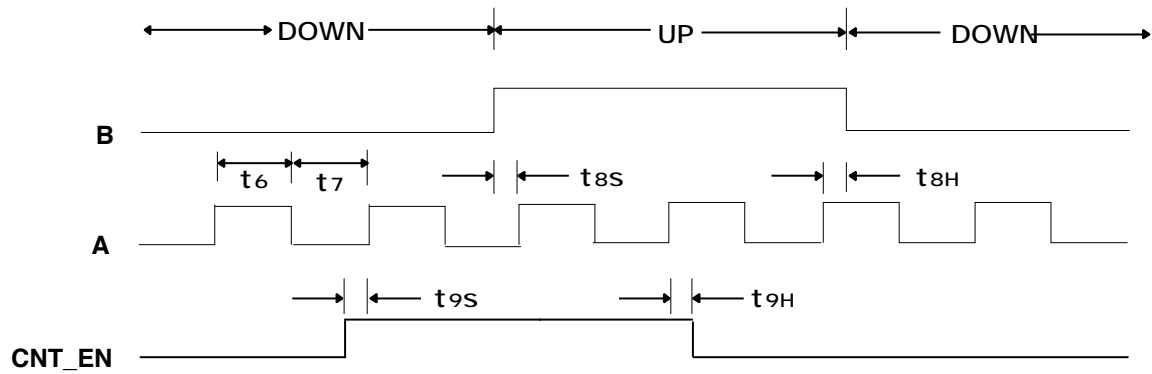 DOWN UP DOWN
B
t6 t7 t8S t8H
A
t9S t9H
CNT_EN